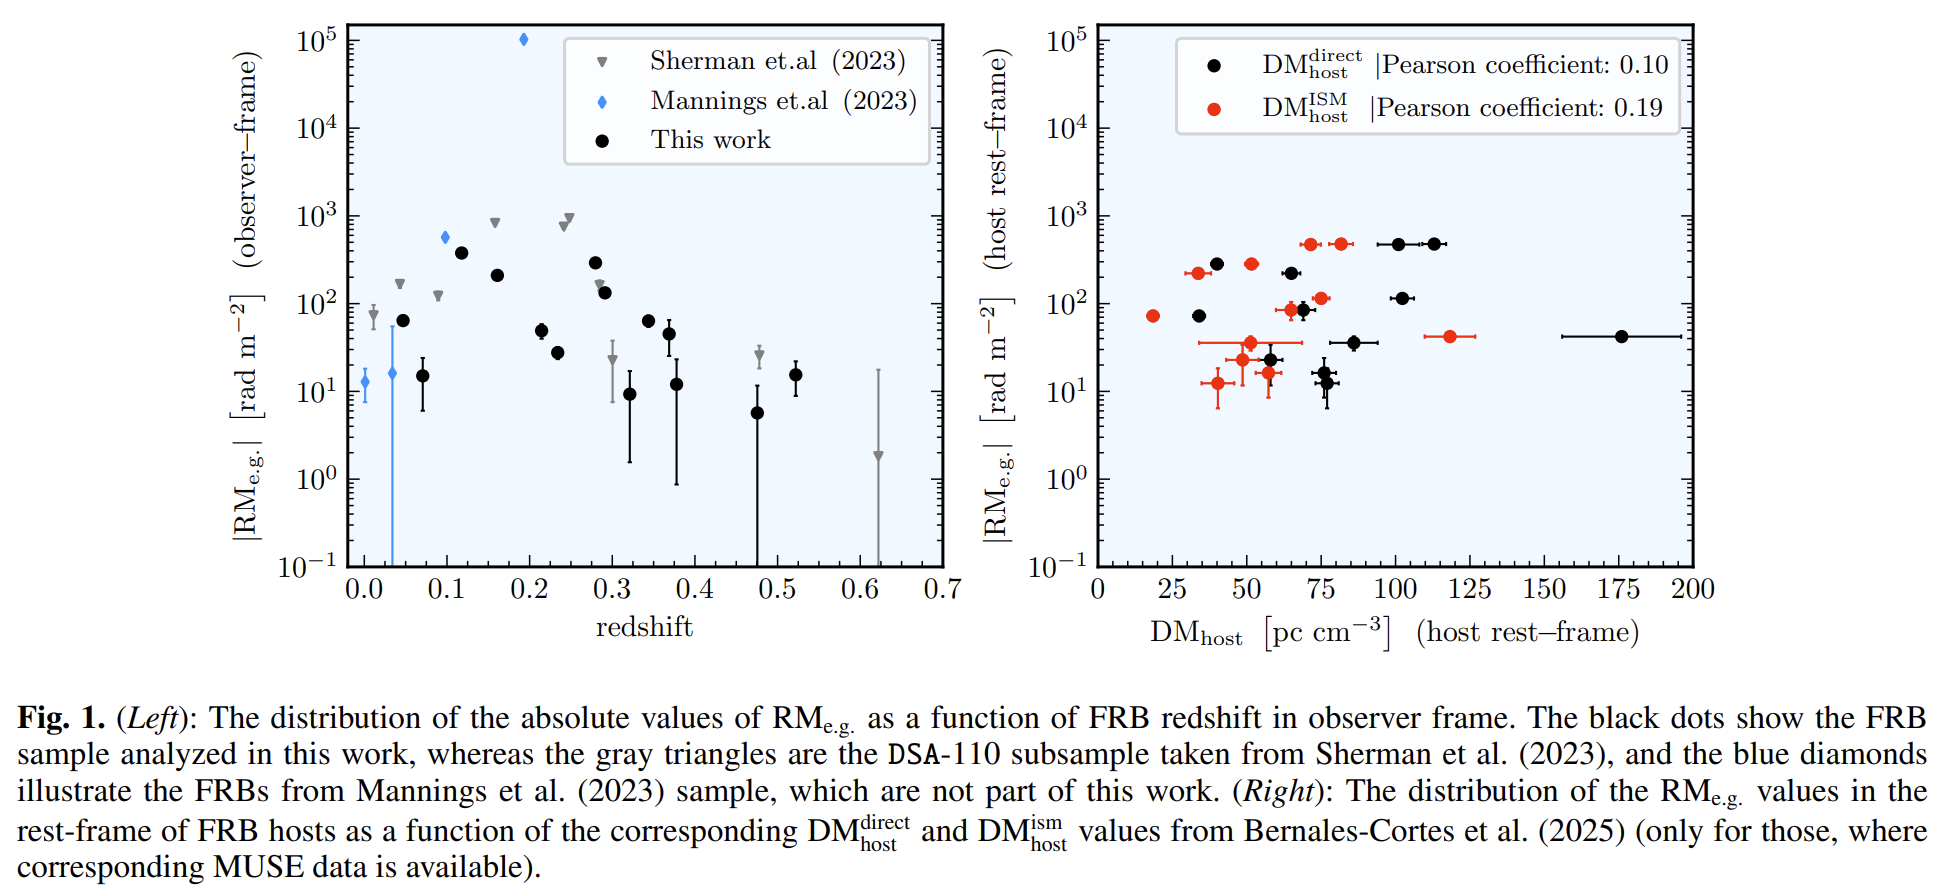 10^5
10^4
10^3
10^2
10^1
10^0
10^−1
|RM_e.g.| [rad m^−2] (observer−frame)
Sherman et.al (2023)
Mannings et.al (2023)
This work
0.0 0.1 0.2 0.3 0.4 0.5 0.6 0.7
redshift
10^5
10^4
10^3
10^2
10^1
10^0
10^−1
|RM_e.g.| [rad m^−2] (host rest−frame)
DM_host^direct |Pearson coefficient: 0.10
DM_host^ISM |Pearson coefficient: 0.19
0 25 50 75 100 125 150 175 200
DM_host [pc cm^−3] (host rest−frame)
Fig. 1. (Left): The distribution of the absolute values of RM_e.g. as a function of FRB redshift in observer frame. The black dots show the FRB
sample analyzed in this work, whereas the gray triangles are the DSA-110 subsample taken from Sherman et al. (2023), and the blue diamonds
illustrate the FRBs from Mannings et al. (2023) sample, which are not part of this work. (Right): The distribution of the RM_e.g. values in the
rest-frame of FRB hosts as a function of the corresponding DM_host^direct and DM_host^ism values from Bernales-Cortes et al. (2025) (only for those, where
corresponding MUSE data is available).